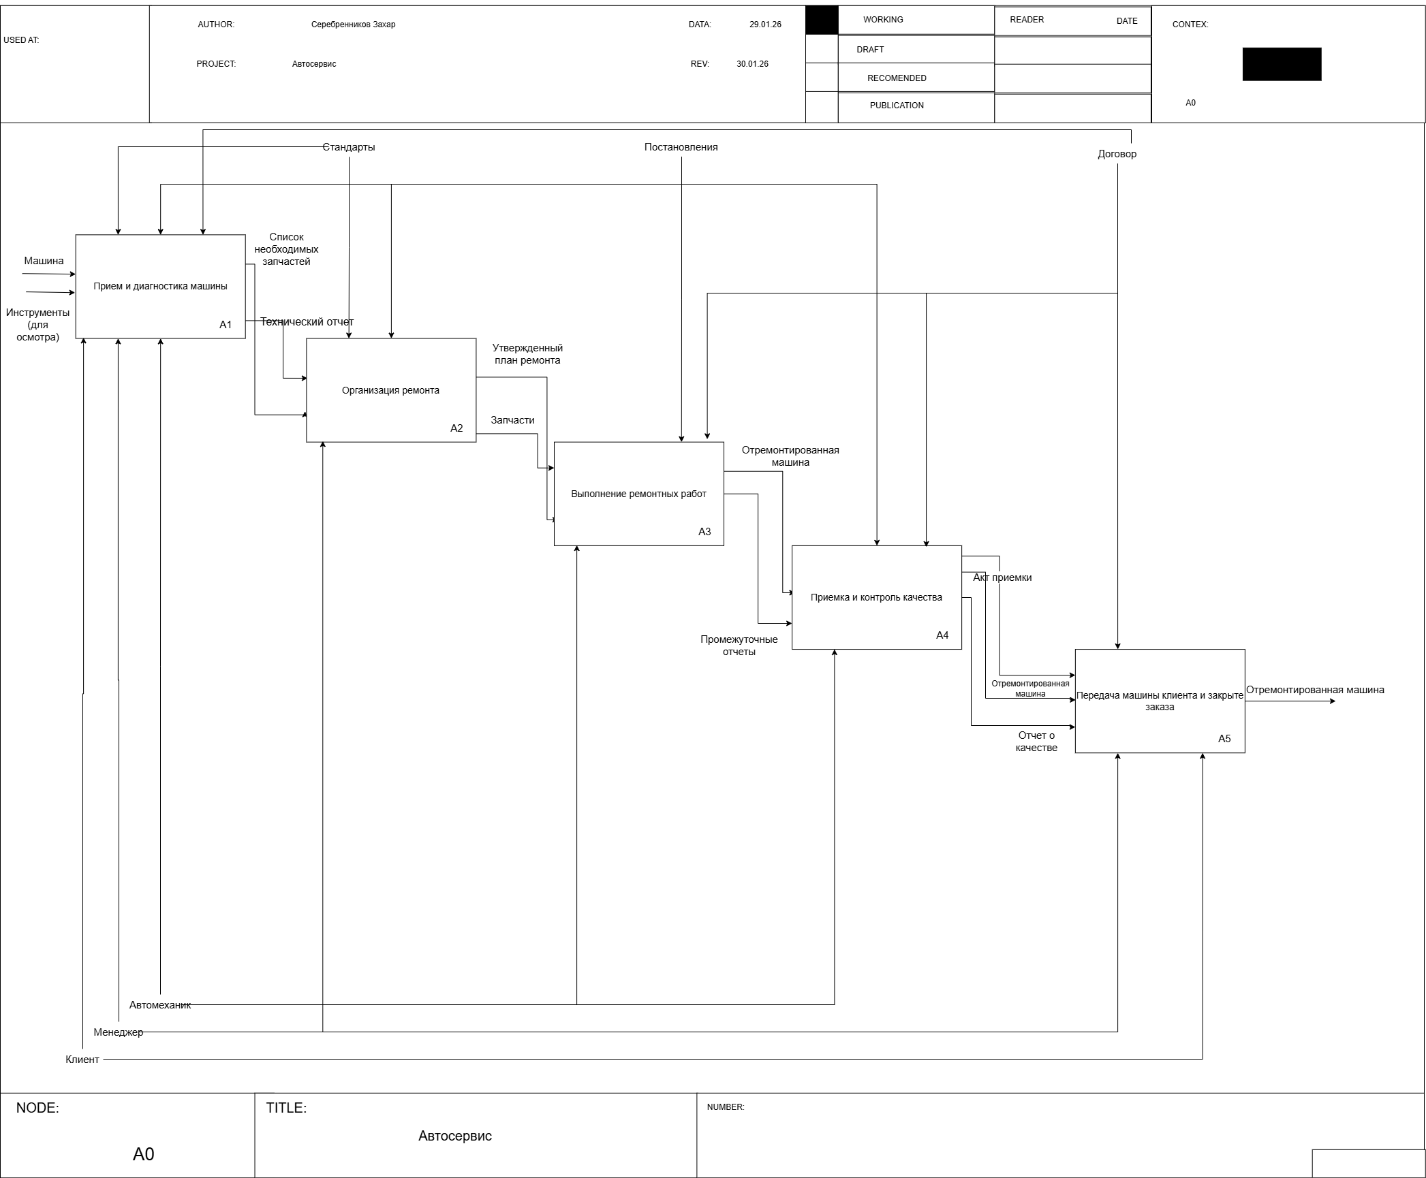 USED AT:
AUTHOR:
Серебренников Захар
DATA:
29.01.26
PROJECT:
Автосервис
REV:
30.01.26
WORKING
DRAFT
RECOMENDED
PUBLICATION
READER
DATE
CONTEX:
A0
Стандарты
Постановления
Договор
Машина
Инструменты
(для
осмотра)
Прием и диагностика машины
A1
Список
необходимых
запчастей
Технический отчет
Организация ремонта
A2
Утвержденный
план ремонта
Запчасти
Выполнение ремонтных работ
A3
Отремонтированная
машина
Промежуточные
отчеты
Приемка и контроль качества
A4
Акт приемки
Отремонтированная
машина
Отчет о
качестве
Передача машины клиента и закрыте
заказа
A5
Отремонтированная машина
Автомеханик
Менеджер
Клиент
NODE:
A0
TITLE:
Автосервис
NUMBER: